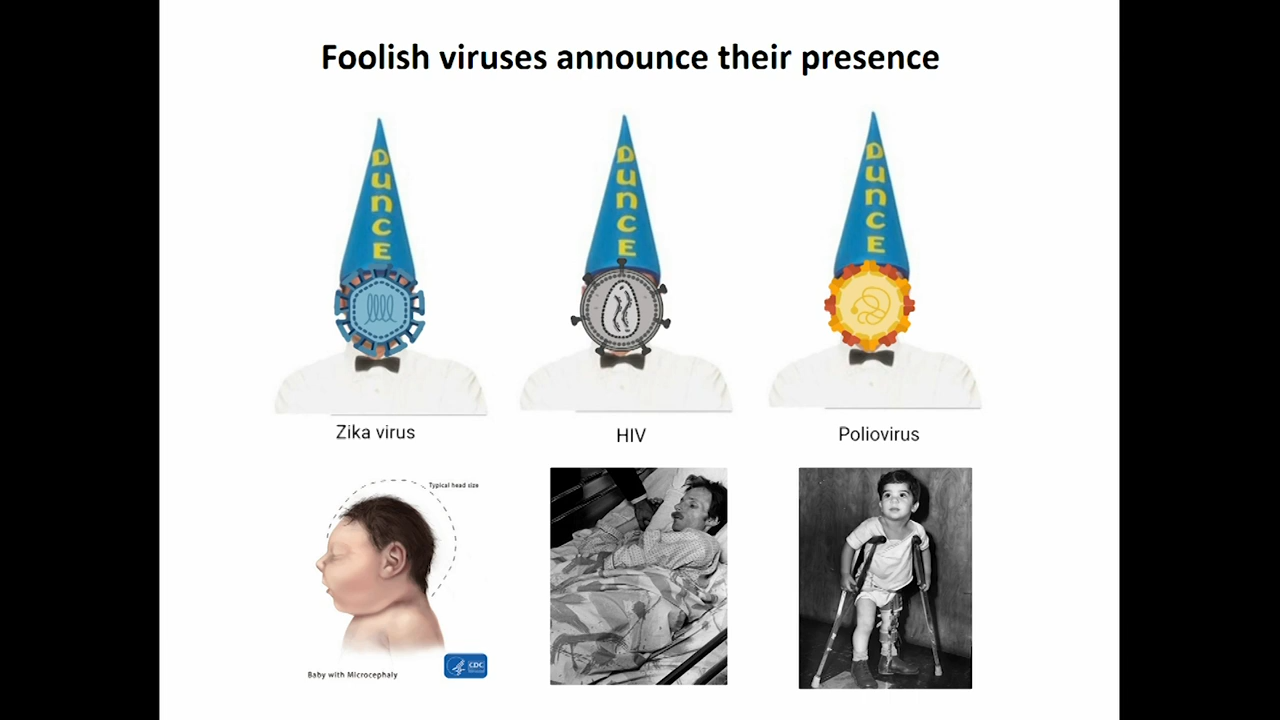 Foolish viruses announce their presence
DUNCE
DUNCE
DUNCE
Zika virus
HIV
Poliovirus
Typical head size
Baby with Microcephaly
CDC